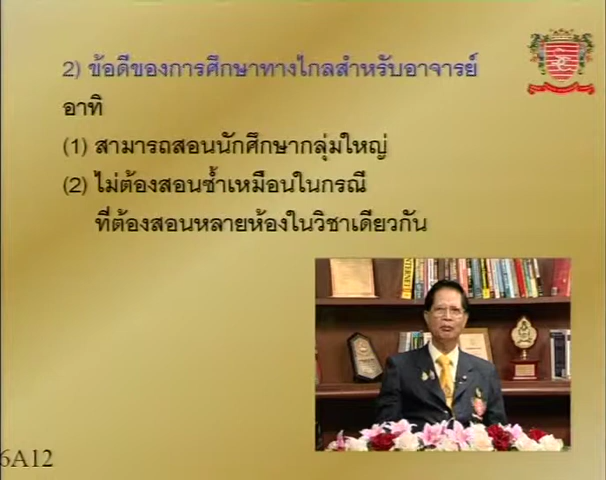 2) ข้อดีของการศึกษาทางไกลสำหรับอาจารย์
อาทิ
(1) สามารถสอนนักศึกษากลุ่มใหญ่
(2) ไม่ต้องสอนซ้ำเหมือนในกรณี
ที่ต้องสอนหลายห้องในวิชาเดียวกัน
INTERNET
6A12